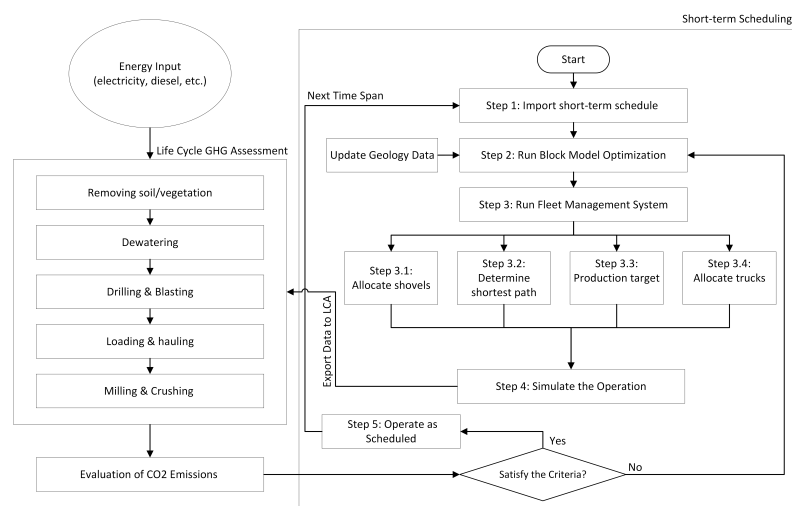 Short-term Scheduling
Energy Input
(electricity, diesel, etc.)
Life Cycle GHG Assessment
Removing soil/vegetation
Dewatering
Drilling & Blasting
Loading & hauling
Milling & Crushing
Evaluation of CO2 Emissions
Start
Next Time Span
Step 1: Import short-term schedule
Update Geology Data
Step 2: Run Block Model Optimization
Step 3: Run Fleet Management System
Step 3.1:
Allocate shovels
Step 3.2:
Determine
shortest path
Step 3.3:
Production target
Step 3.4:
Allocate trucks
Export Data to LCA
Step 4: Simulate the Operation
Step 5: Operate as
Scheduled
Yes
Satisfy the Criteria?
No